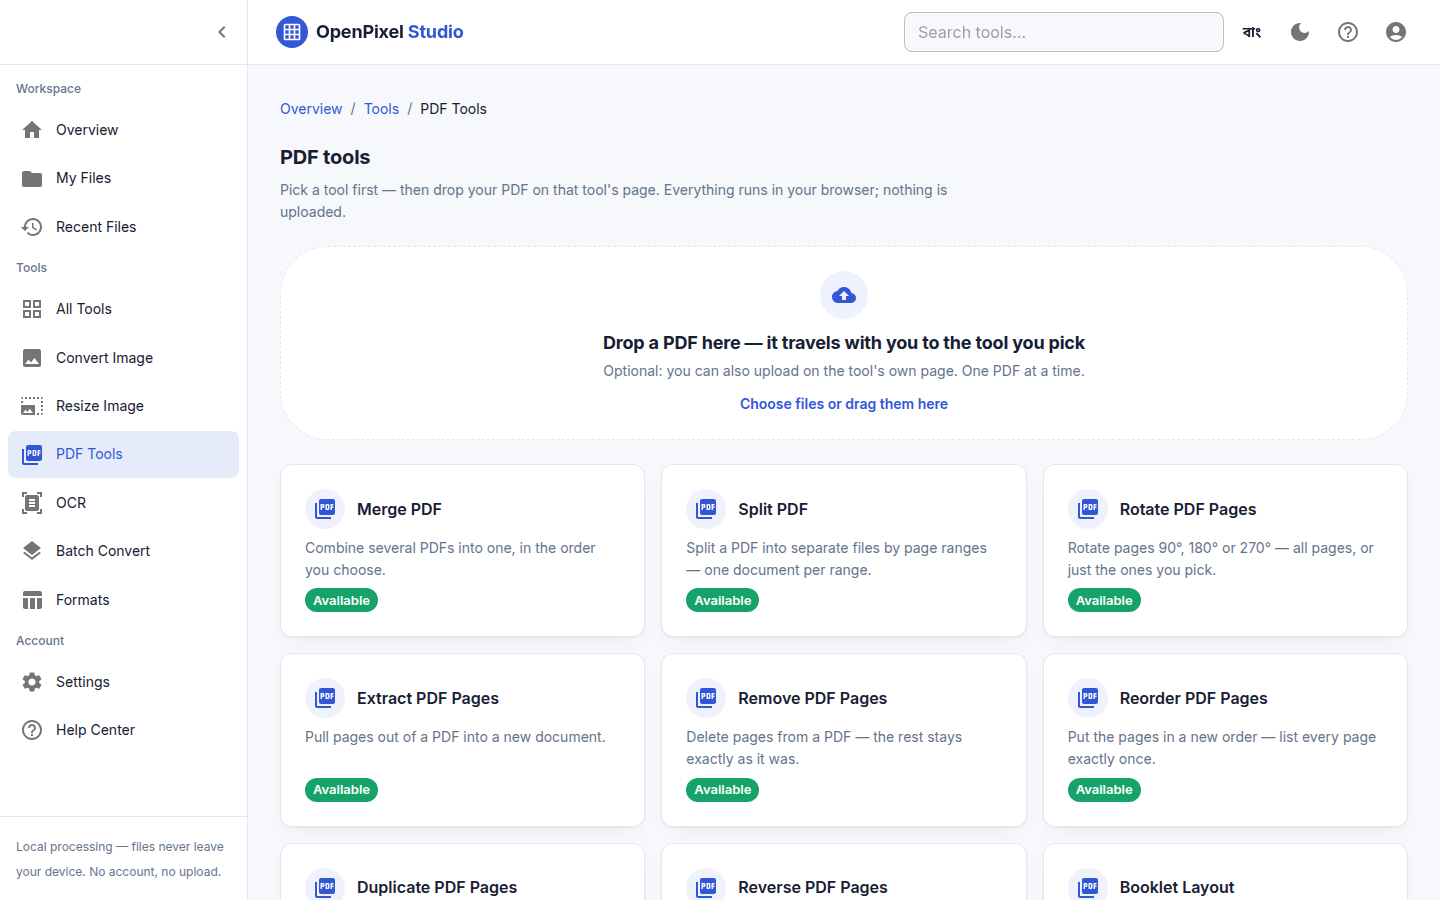 OpenPixel Studio
Search tools...
বাং
Workspace
Overview
My Files
Recent Files
Tools
All Tools
Convert Image
Resize Image
PDF Tools
OCR
Batch Convert
Formats
Account
Settings
Help Center
Local processing — files never leave
your device. No account, no upload.
Overview / Tools / PDF Tools
PDF tools
Pick a tool first — then drop your PDF on that tool's page. Everything runs in your browser; nothing is
uploaded.
Drop a PDF here — it travels with you to the tool you pick
Optional: you can also upload on the tool's own page. One PDF at a time.
Choose files or drag them here
Merge PDF
Combine several PDFs into one, in the order
you choose.
Available
Split PDF
Split a PDF into separate files by page ranges
— one document per range.
Available
Rotate PDF Pages
Rotate pages 90°, 180° or 270° — all pages, or
just the ones you pick.
Available
Extract PDF Pages
Pull pages out of a PDF into a new document.
Available
Remove PDF Pages
Delete pages from a PDF — the rest stays
exactly as it was.
Available
Reorder PDF Pages
Put the pages in a new order — list every page
exactly once.
Available
Duplicate PDF Pages
Reverse PDF Pages
Booklet Layout